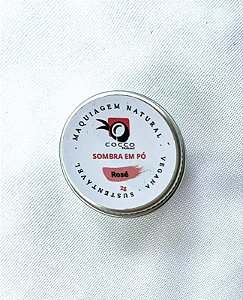 · MAQUIAGEM NATURAL · VEGANA · SUSTENTÁVEL
COCCO
SOMBRA EM PÓ
Rosé
2g